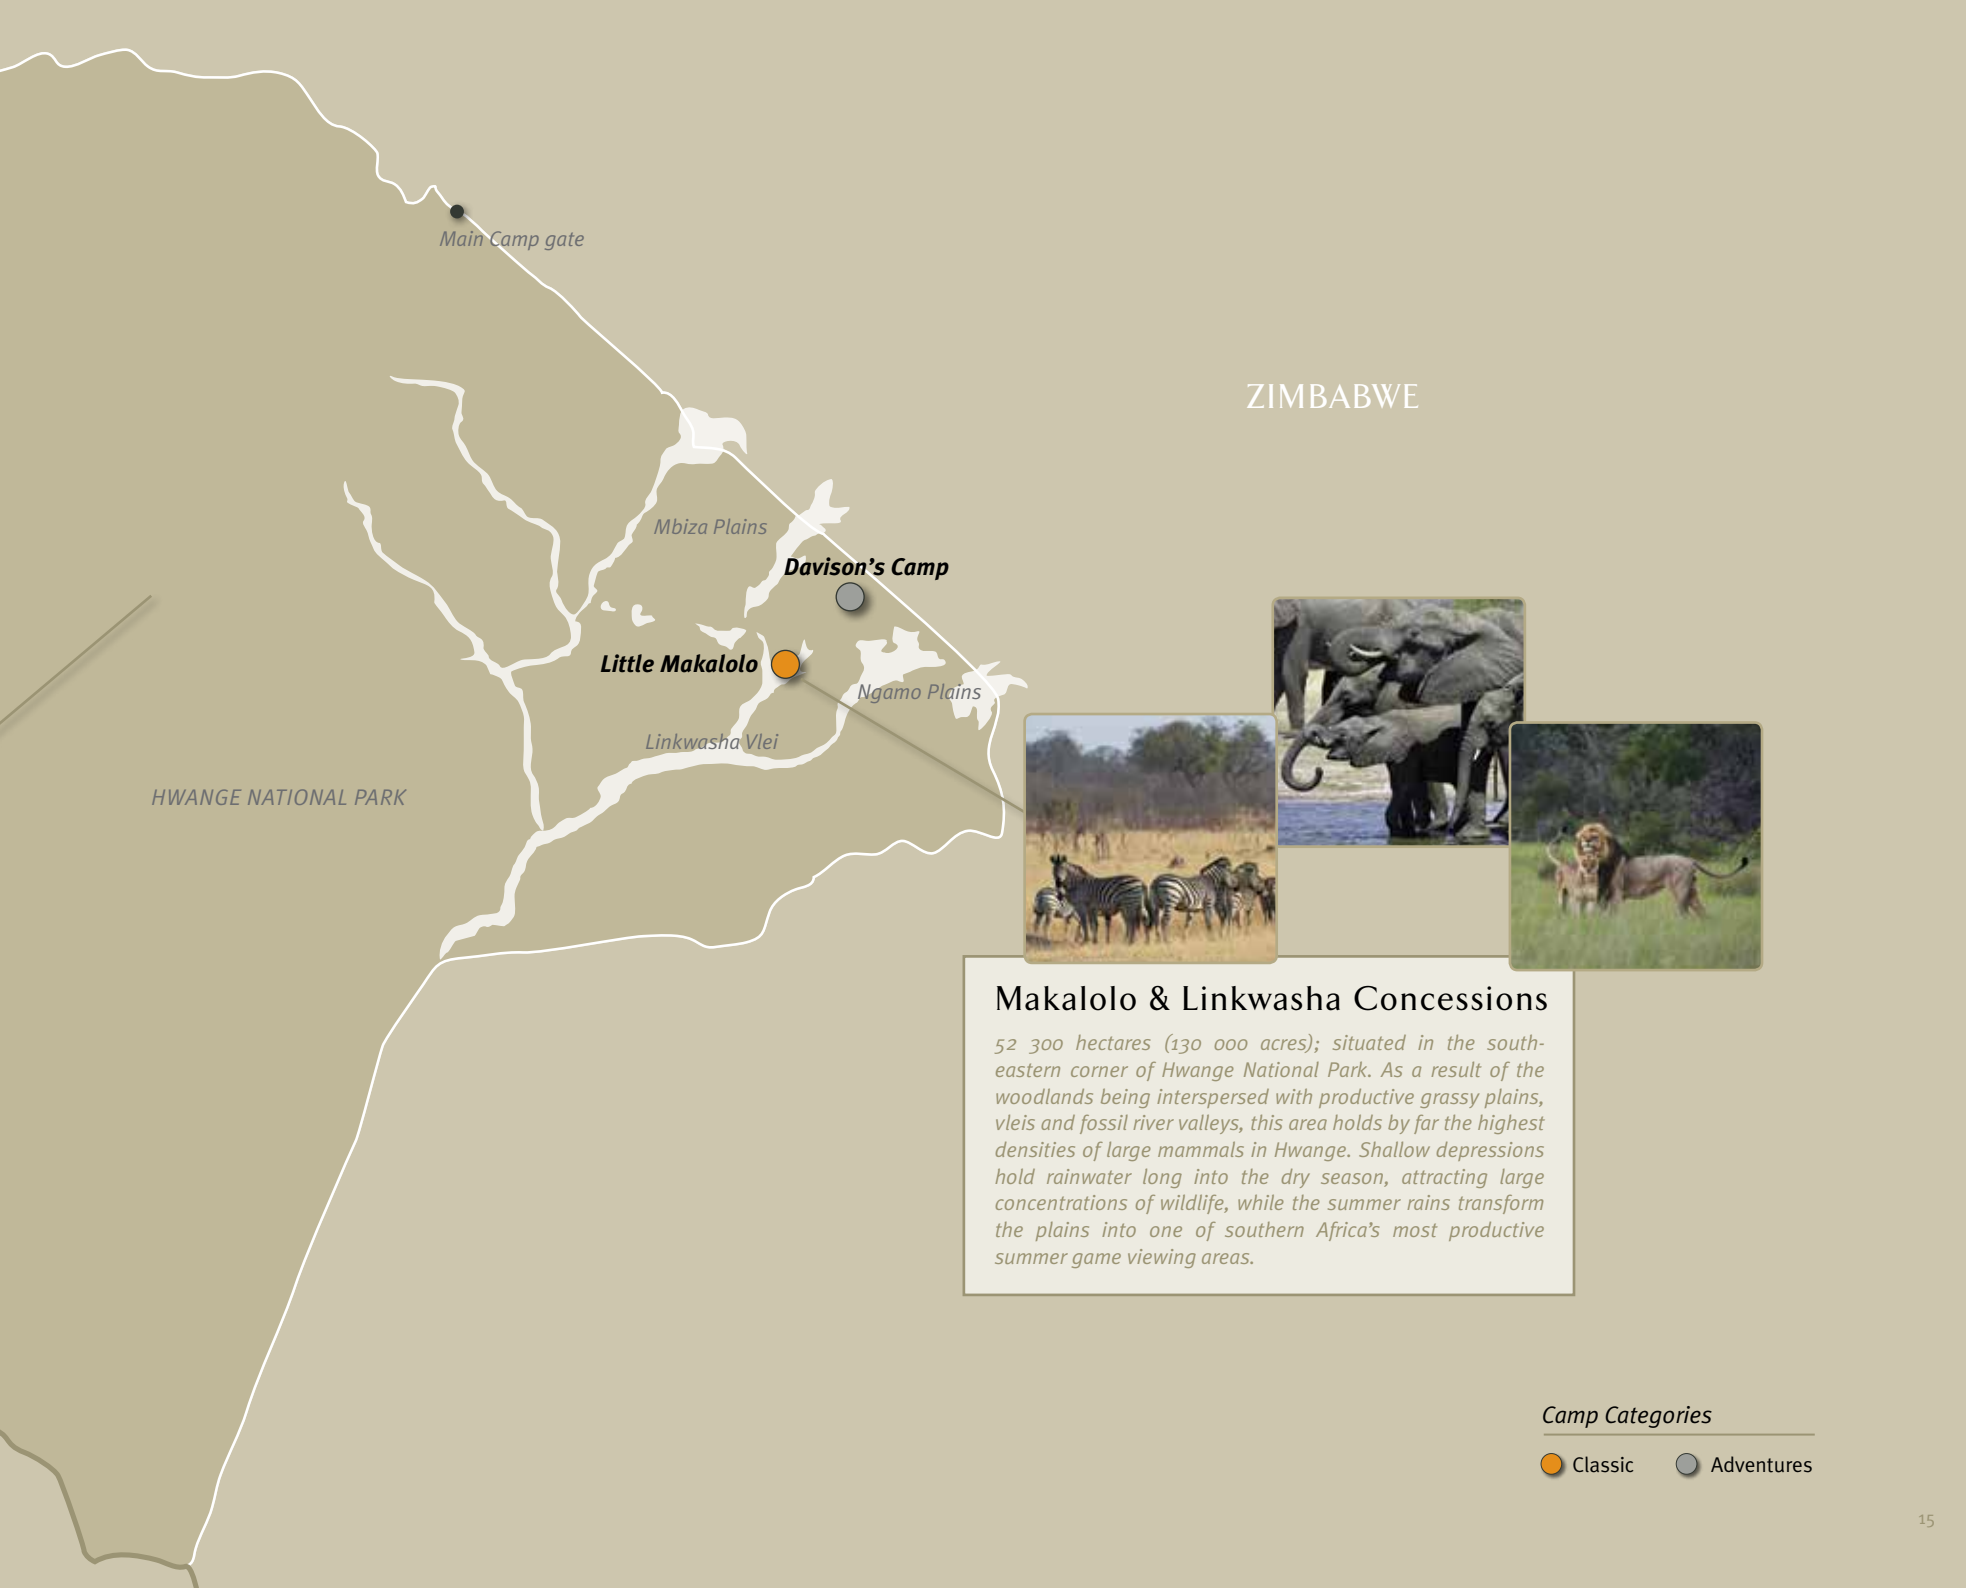 Main Camp gate
ZIMBABWE
Mbiza Plains
Davison's Camp
Little Makalolo
Ngamo Plains
Linkwasha Vlei
HWANGE NATIONAL PARK
Makalolo & Linkwasha Concessions
52 300 hectares (130 000 acres); situated in the south-
eastern corner of Hwange National Park. As a result of the
woodlands being interspersed with productive grassy plains,
vleis and fossil river valleys, this area holds by far the highest
densities of large mammals in Hwange. Shallow depressions
hold rainwater long into the dry season, attracting large
concentrations of wildlife, while the summer rains transform
the plains into one of southern Africa's most productive
summer game viewing areas.
Camp Categories
Classic Adventures
15